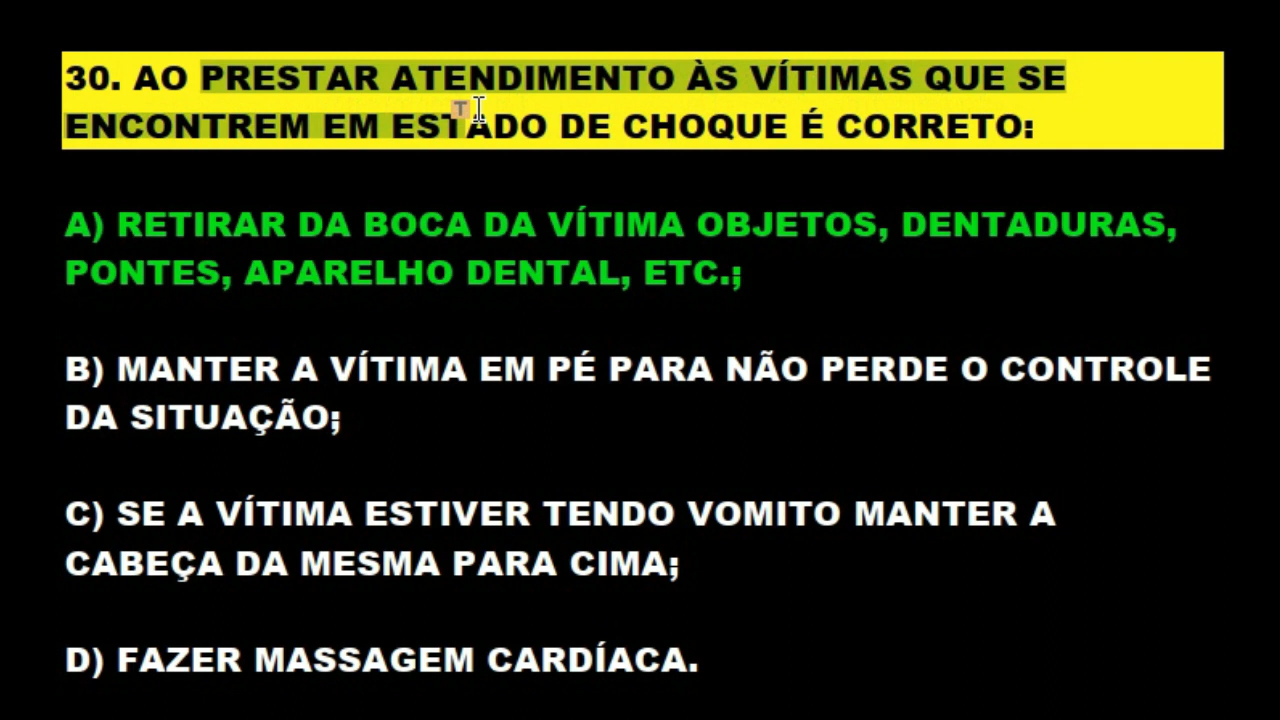 30. AO PRESTAR ATENDIMENTO ÀS VÍTIMAS QUE SE
ENCONTREM EM ESTADO DE CHOQUE É CORRETO:
A) RETIRAR DA BOCA DA VÍTIMA OBJETOS, DENTADURAS,
PONTES, APARELHO DENTAL, ETC.;
B) MANTER A VÍTIMA EM PÉ PARA NÃO PERDE O CONTROLE
DA SITUAÇÃO;
C) SE A VÍTIMA ESTIVER TENDO VOMITO MANTER A
CABEÇA DA MESMA PARA CIMA;
D) FAZER MASSAGEM CARDÍACA.